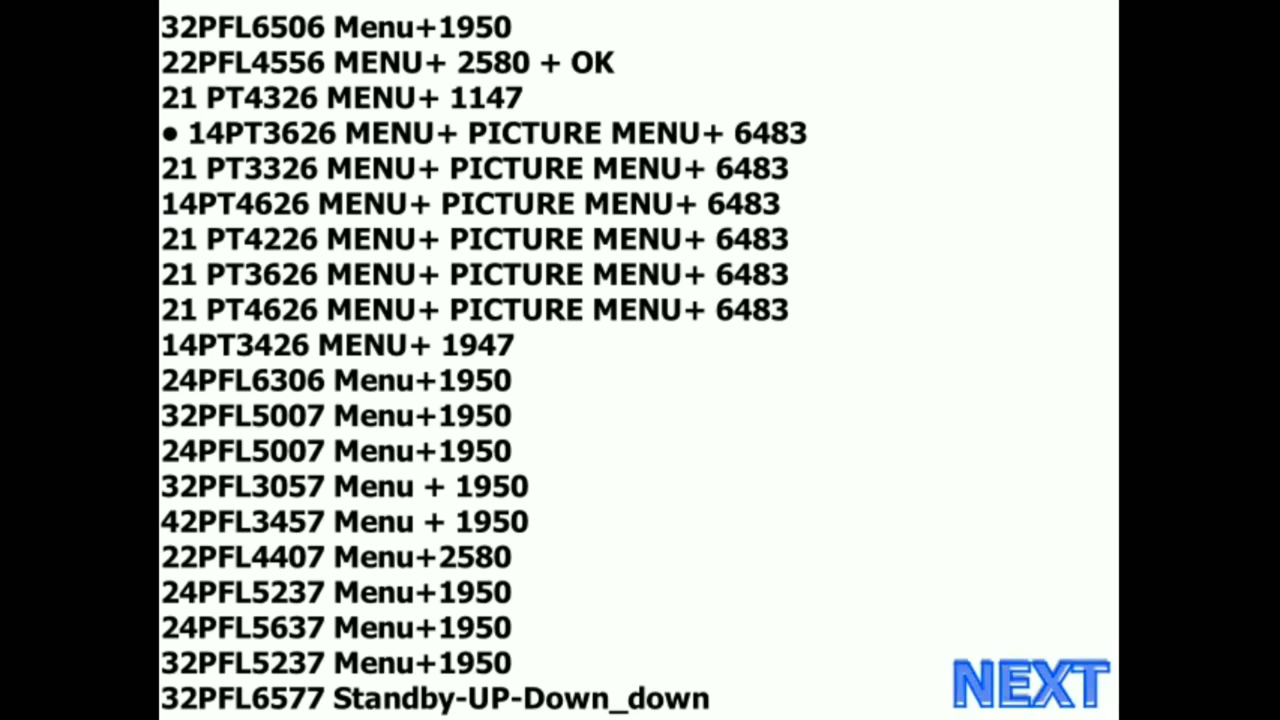 32PFL6506 Menu+1950
22PFL4556 MENU+ 2580 + OK
21 PT4326 MENU+ 1147
● 14PT3626 MENU+ PICTURE MENU+ 6483
21 PT3326 MENU+ PICTURE MENU+ 6483
14PT4626 MENU+ PICTURE MENU+ 6483
21 PT4226 MENU+ PICTURE MENU+ 6483
21 PT3626 MENU+ PICTURE MENU+ 6483
21 PT4626 MENU+ PICTURE MENU+ 6483
14PT3426 MENU+ 1947
24PFL6306 Menu+1950
32PFL5007 Menu+1950
24PFL5007 Menu+1950
32PFL3057 Menu + 1950
42PFL3457 Menu + 1950
22PFL4407 Menu+2580
24PFL5237 Menu+1950
24PFL5637 Menu+1950
32PFL5237 Menu+1950
32PFL6577 Standby-UP-Down_down
NEXT